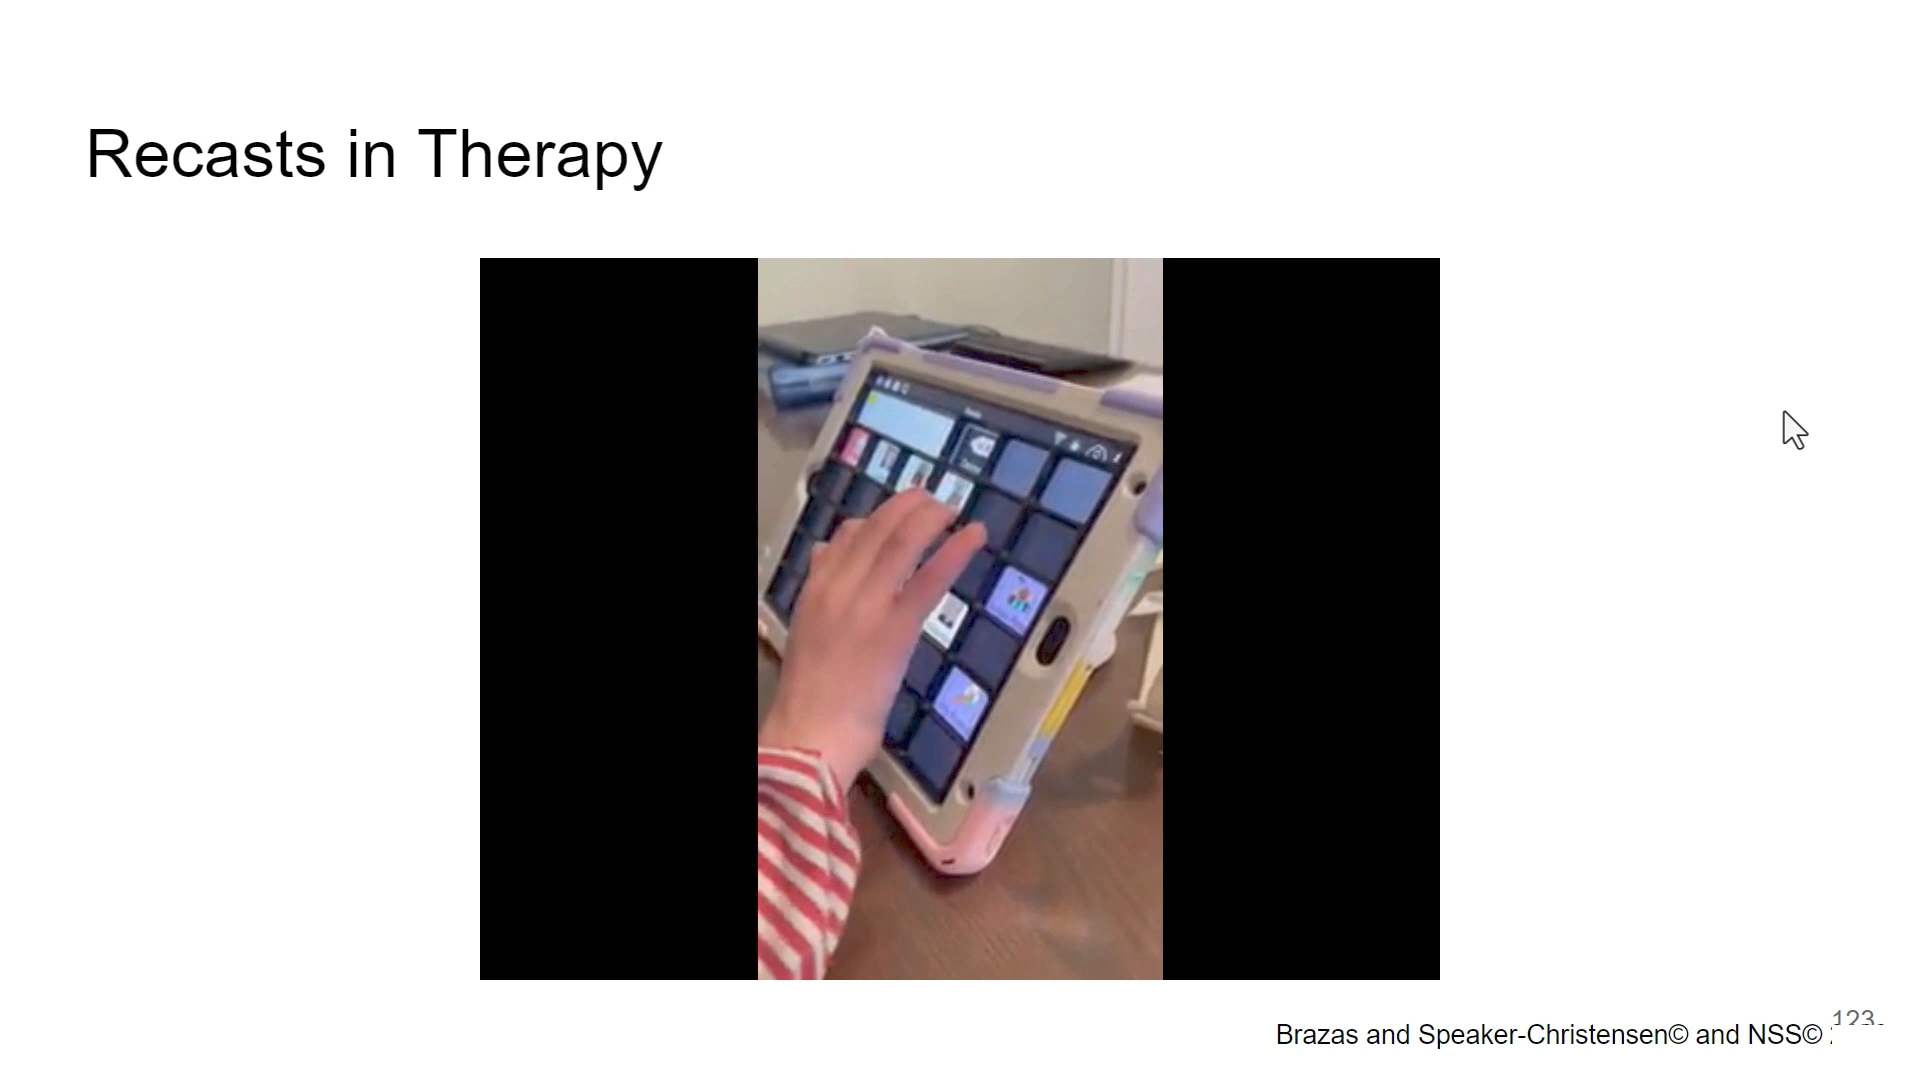 Recasts in Therapy
Brazas and Speaker-Christensen© and NSS©
123